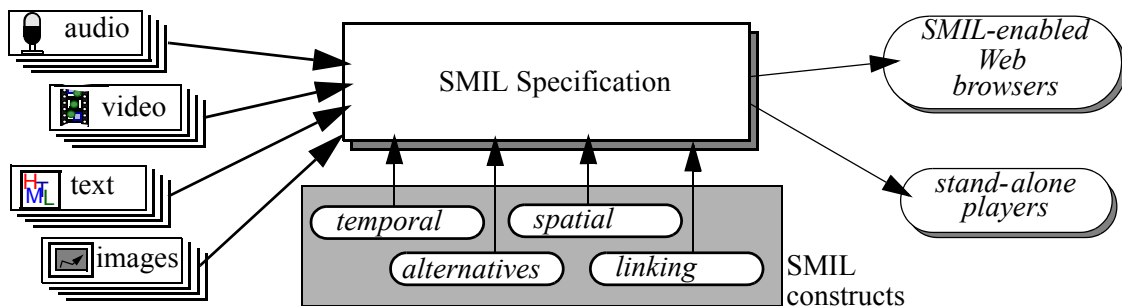 audio
video
HTML
text
images
SMIL Specification
temporal
spatial
alternatives
linking
SMIL
constructs
SMIL-enabled
Web
browsers
stand-alone
players